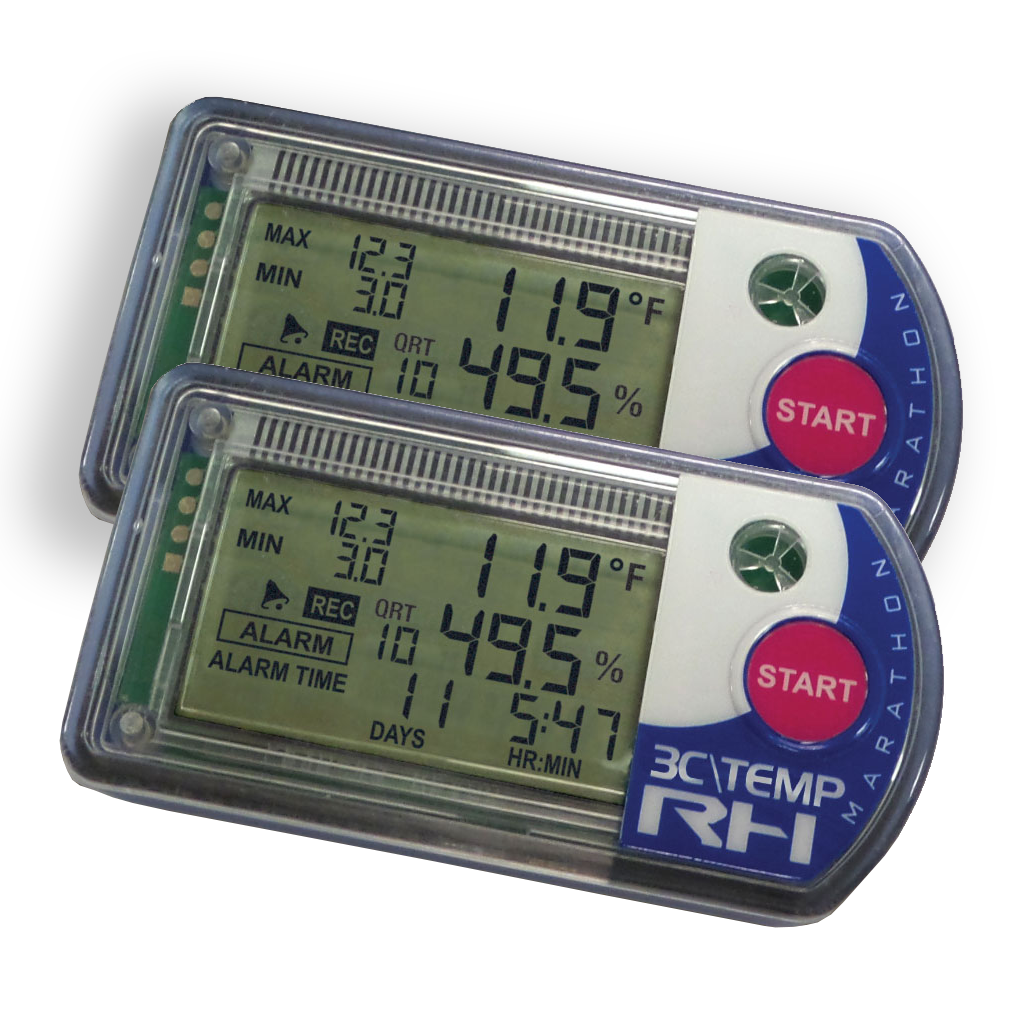 MAX 12.3
MIN 3.0
11.9 °F
REC QRT
ALARM 10
49.5 %
START
MARATHON
MAX 12.3
MIN 3.0
11.9 °F
REC QRT
ALARM 10
49.5 %
ALARM TIME
11 5:47
DAYS HR:MIN
START
MARATHON
3C\TEMP
RH